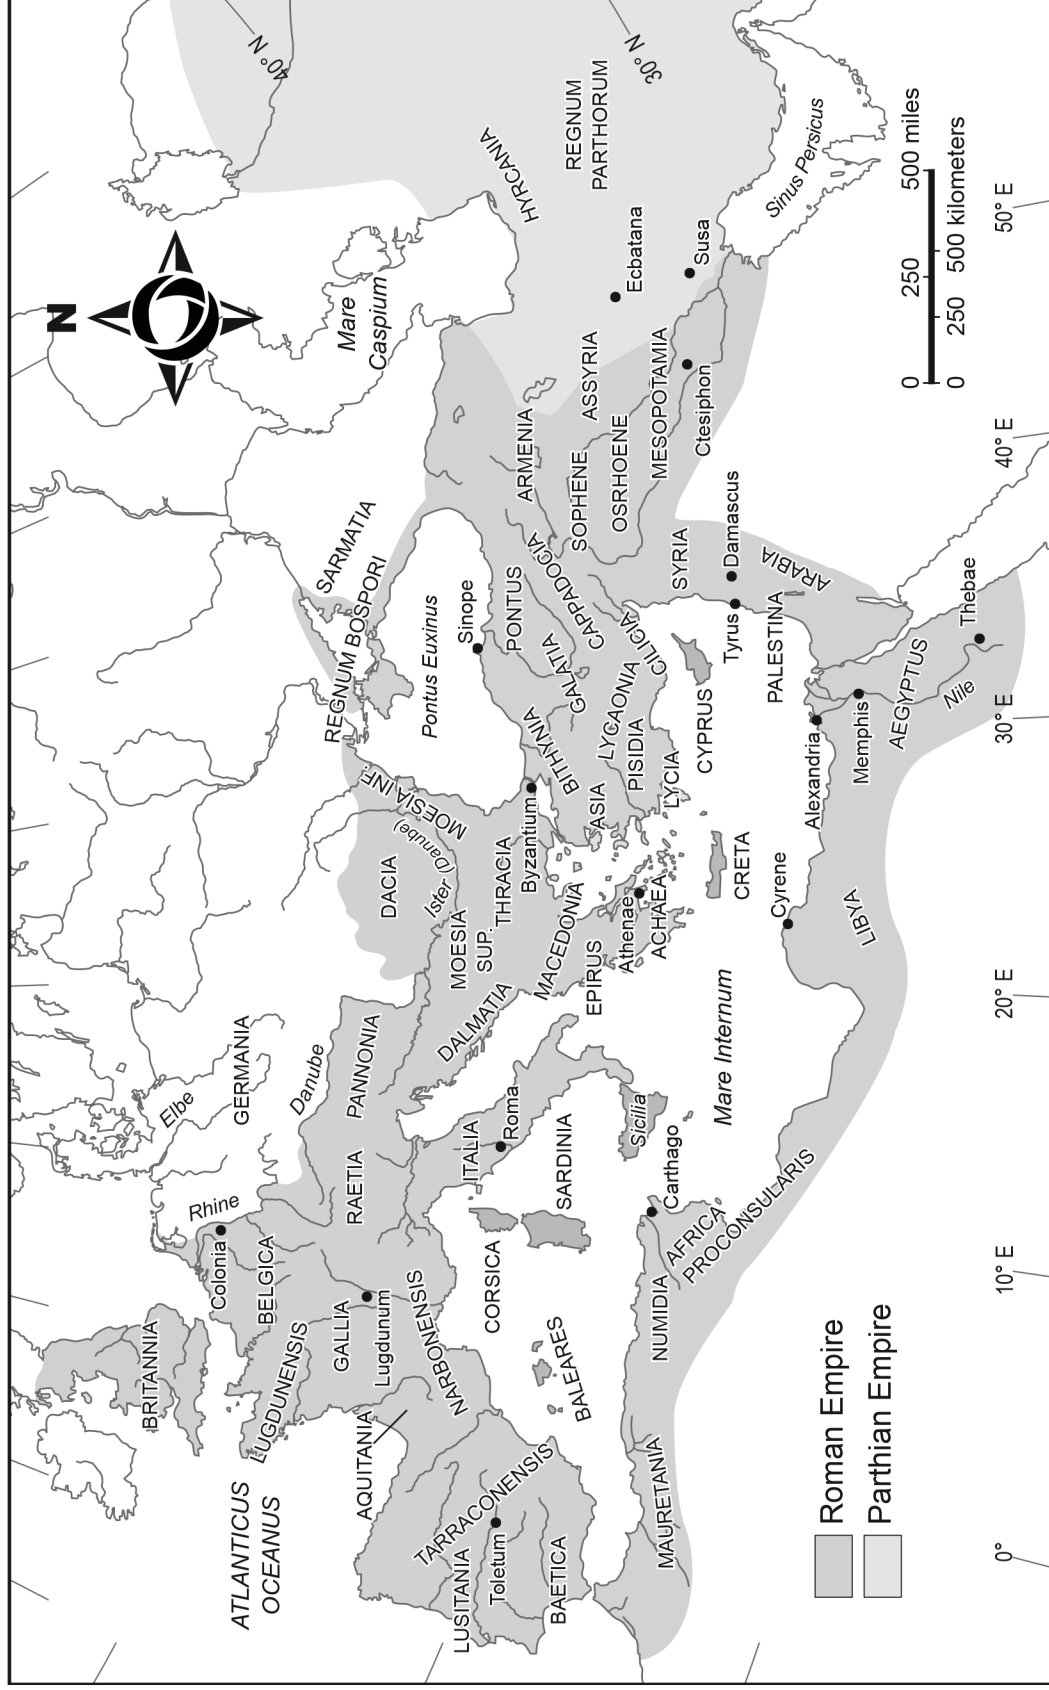 N
40° N
30° N
HYRCANIA
REGNUM
PARTHORUM
Sinus Persicus
Mare
Caspium
Ecbatana
Susa
ASSYRIA
MESOPOTAMIA
Ctesiphon
ARMENIA
SOPHENE
OSRHOENE
SARMATIA
REGNUM BOSPORI
Pontus Euxinus
Sinope
PONTUS
CAPPADOCIA
GALATIA
BITHYNIA
LYCAONIA
PISIDIA
CILICIA
ASIA
LYCIA
SYRIA
Damascus
Tyrus
ARABIA
PALESTINA
CYPRUS
Thebae
AEGYPTUS
Nile
Memphis
Alexandria
MOESIA INF.
DACIA
Ister (Danube)
THRACIA
Byzantium
MOESIA
SUP.
MACEDONIA
EPIRUS
Athenae
ACHAEA
CRETA
Cyrene
LIBYA
DALMATIA
Mare Internum
GERMANIA
Elbe
Danube
PANNONIA
RAETIA
ITALIA
Roma
SARDINIA
Sicilia
Carthago
AFRICA
PROCONSULARIS
Rhine
Colonia
BELGICA
BRITANNIA
LUGDUNENSIS
GALLIA
Lugdunum
NARBONENSIS
CORSICA
BALEARES
NUMIDIA
AQUITANIA
ATLANTICUS
OCEANUS
TARRACONENSIS
LUSITANIA
Toletum
BAETICA
MAURETANIA
0 250 500 miles
0 250 500 kilometers
0°
10° E
20° E
30° E
40° E
50° E
Roman Empire
Parthian Empire